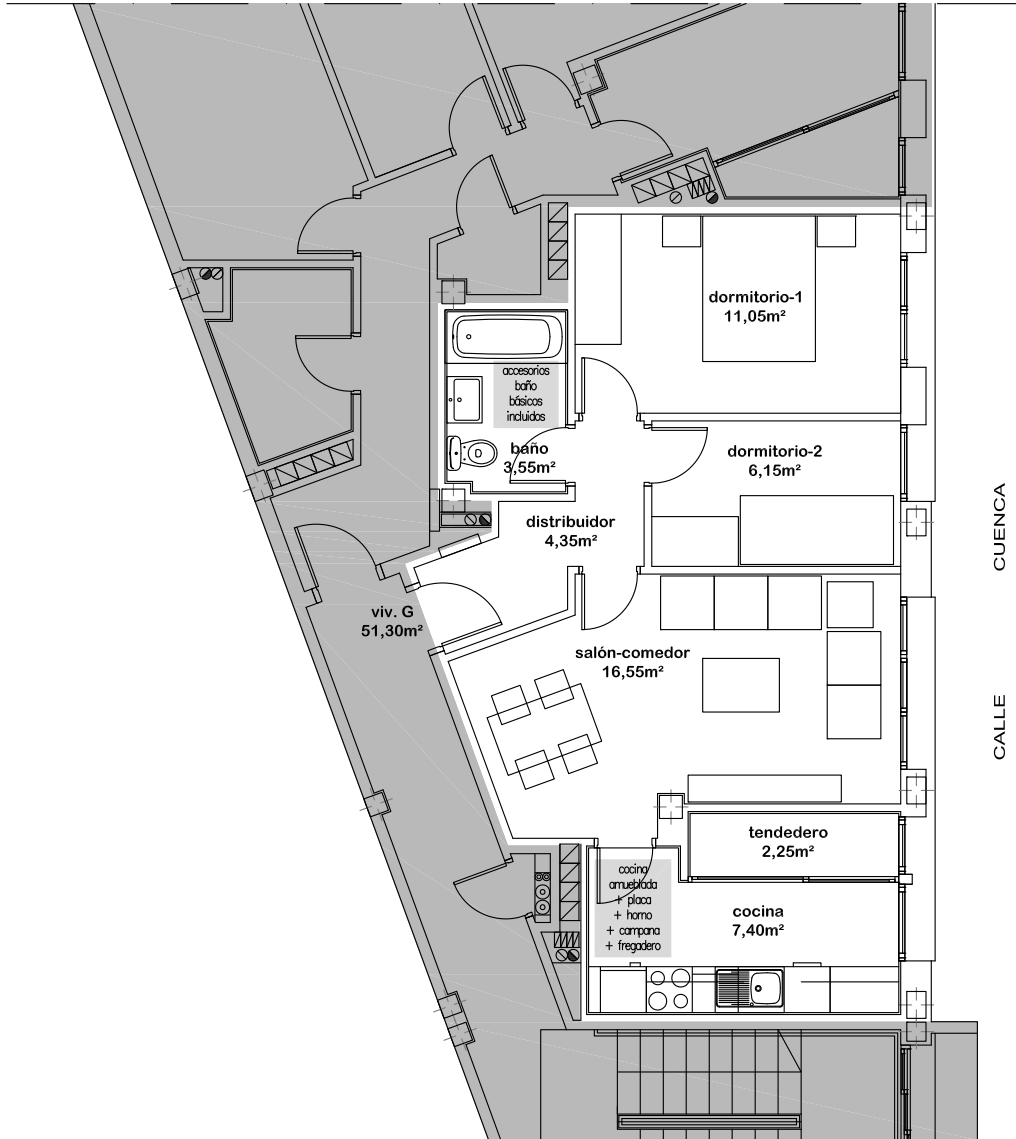 dormitorio-1
11,05m²
accesorios
baño
básicos
incluidos
baño
3,55m²
dormitorio-2
6,15m²
distribuidor
4,35m²
viv. G
51,30m²
salón-comedor
16,55m²
tendedero
2,25m²
cocina
amueblada
+ placa
+ horno
+ campana
+ fregadero
cocina
7,40m²
CALLE CUENCA